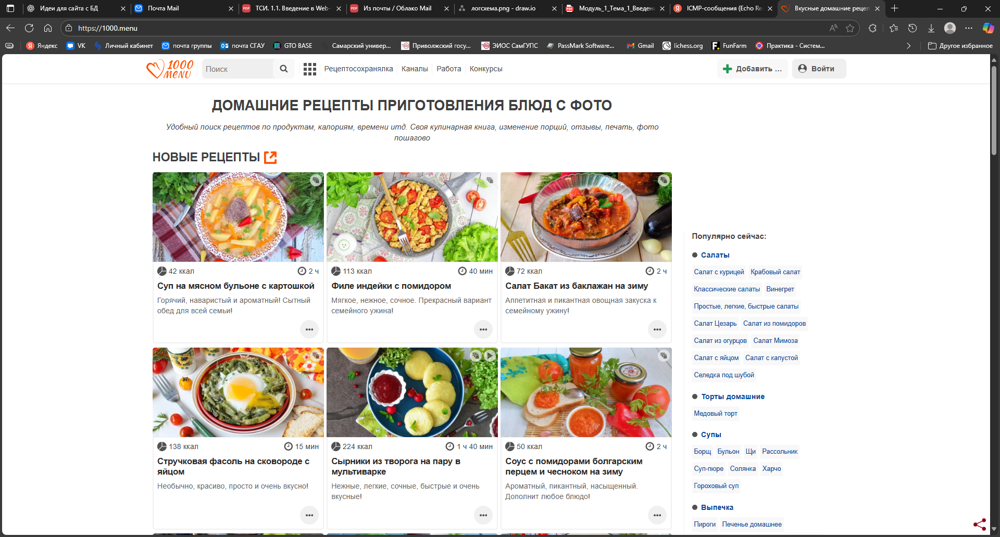 Идеи для сайта с БД
Почта Mail
ТСИ. 1.1. Введение в Web-
Из почты / Облако Mail
логсхема.png - draw.io
Модуль_1_Тема_1_Введен
ICMP-сообщения (Echo Re
Вкусные домашние рецеп
https://1000.menu
Яндекс
VK
Личный кабинет
почта группы
почта СГАУ
GTO BASE
Самарский универ...
Приволжский госу...
ЭИОС СамГУПС
PassMark Software...
Gmail
lichess.org
FunFarm
Практика - Систем...
Другое избранное
1000
MENU
Поиск
Рецептосохранялка
Каналы
Работа
Конкурсы
Добавить ...
Войти
ДОМАШНИЕ РЕЦЕПТЫ ПРИГОТОВЛЕНИЯ БЛЮД С ФОТО
Удобный поиск рецептов по продуктам, калориям, времени итд. Своя кулинарная книга, изменение порций, отзывы, печать, фото
пошагово
НОВЫЕ РЕЦЕПТЫ
42 ккал
2 ч
Суп на мясном бульоне с картошкой
Горячий, наваристый и ароматный! Сытный
обед для всей семьи!
113 ккал
40 мин
Филе индейки с помидором
Мягкое, нежное, сочное. Прекрасный вариант
семейного ужина!
72 ккал
2 ч
Салат Бакат из баклажан на зиму
Аппетитная и пикантная овощная закуска к
семейному ужину!
138 ккал
15 мин
Стручковая фасоль на сковороде с
яйцом
Необычно, красиво, просто и очень вкусно!
224 ккал
1 ч 40 мин
Сырники из творога на пару в
мультиварке
Нежные, легкие, сочные, быстрые и очень
вкусные!
50 ккал
2 ч
Соус с помидорами болгарским
перцем и чесноком на зиму
Ароматный, пикантный, насыщенный.
Дополнит любое блюдо!
Популярно сейчас:
Салаты
Салат с курицей Крабовый салат
Классические салаты Винегрет
Простые, легкие, быстрые салаты
Салат Цезарь Салат из помидоров
Салат из огурцов Салат Мимоза
Салат с яйцом Салат с капустой
Селедка под шубой
Торты домашние
Медовый торт
Супы
Борщ Бульон Щи Рассольник
Суп-пюре Солянка Харчо
Гороховый суп
Выпечка
Пироги Печенье домашнее